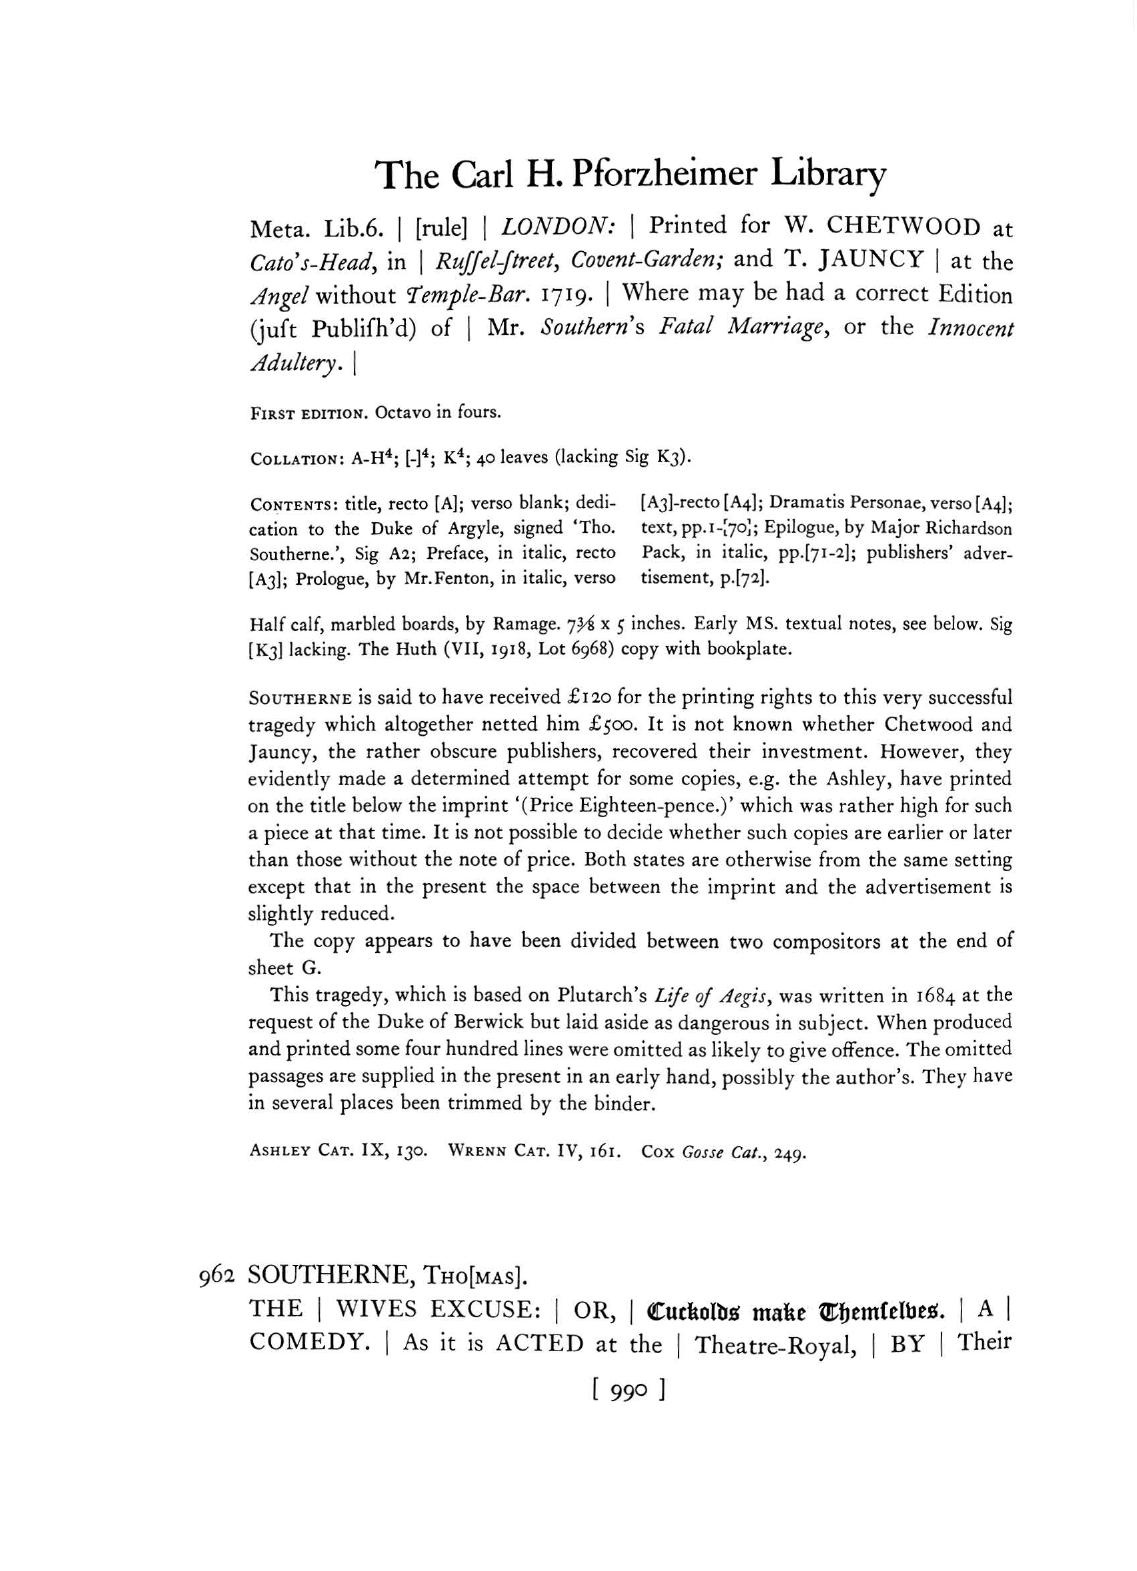 The Carl H. Pforzheimer Library
Meta. Lib.6. | [rule] | LONDON: | Printed for W. CHETWOOD at
Cato's-Head, in | Ruſſel-ſtreet, Covent-Garden; and T. JAUNCY | at the
Angel without Temple-Bar. 1719. | Where may be had a correct Edition
(juſt Publiſh'd) of | Mr. Southern's Fatal Marriage, or the Innocent
Adultery. |
FIRST EDITION. Octavo in fours.
COLLATION: A-H⁴; [-]⁴; K⁴; 40 leaves (lacking Sig K3).
CONTENTS: title, recto [A]; verso blank; dedi-
cation to the Duke of Argyle, signed 'Tho.
Southerne.', Sig A2; Preface, in italic, recto
[A3]; Prologue, by Mr.Fenton, in italic, verso
[A3]-recto [A4]; Dramatis Personae, verso [A4];
text, pp.1-[70]; Epilogue, by Major Richardson
Pack, in italic, pp.[71-2]; publishers' adver-
tisement, p.[72].
Half calf, marbled boards, by Ramage. 7⅜ x 5 inches. Early MS. textual notes, see below. Sig
[K3] lacking. The Huth (VII, 1918, Lot 6968) copy with bookplate.
SOUTHERNE is said to have received £120 for the printing rights to this very successful
tragedy which altogether netted him £500. It is not known whether Chetwood and
Jauncy, the rather obscure publishers, recovered their investment. However, they
evidently made a determined attempt for some copies, e.g. the Ashley, have printed
on the title below the imprint '(Price Eighteen-pence.)' which was rather high for such
a piece at that time. It is not possible to decide whether such copies are earlier or later
than those without the note of price. Both states are otherwise from the same setting
except that in the present the space between the imprint and the advertisement is
slightly reduced.
The copy appears to have been divided between two compositors at the end of
sheet G.
This tragedy, which is based on Plutarch's Life of Aegis, was written in 1684 at the
request of the Duke of Berwick but laid aside as dangerous in subject. When produced
and printed some four hundred lines were omitted as likely to give offence. The omitted
passages are supplied in the present in an early hand, possibly the author's. They have
in several places been trimmed by the binder.
ASHLEY CAT. IX, 130. WRENN CAT. IV, 161. COX Gosse Cat., 249.
962 SOUTHERNE, THO[MAS].
THE | WIVES EXCUSE: | OR, | Cuckolds make Themſelves. | A |
COMEDY. | As it is ACTED at the | Theatre-Royal, | BY | Their
[ 990 ]